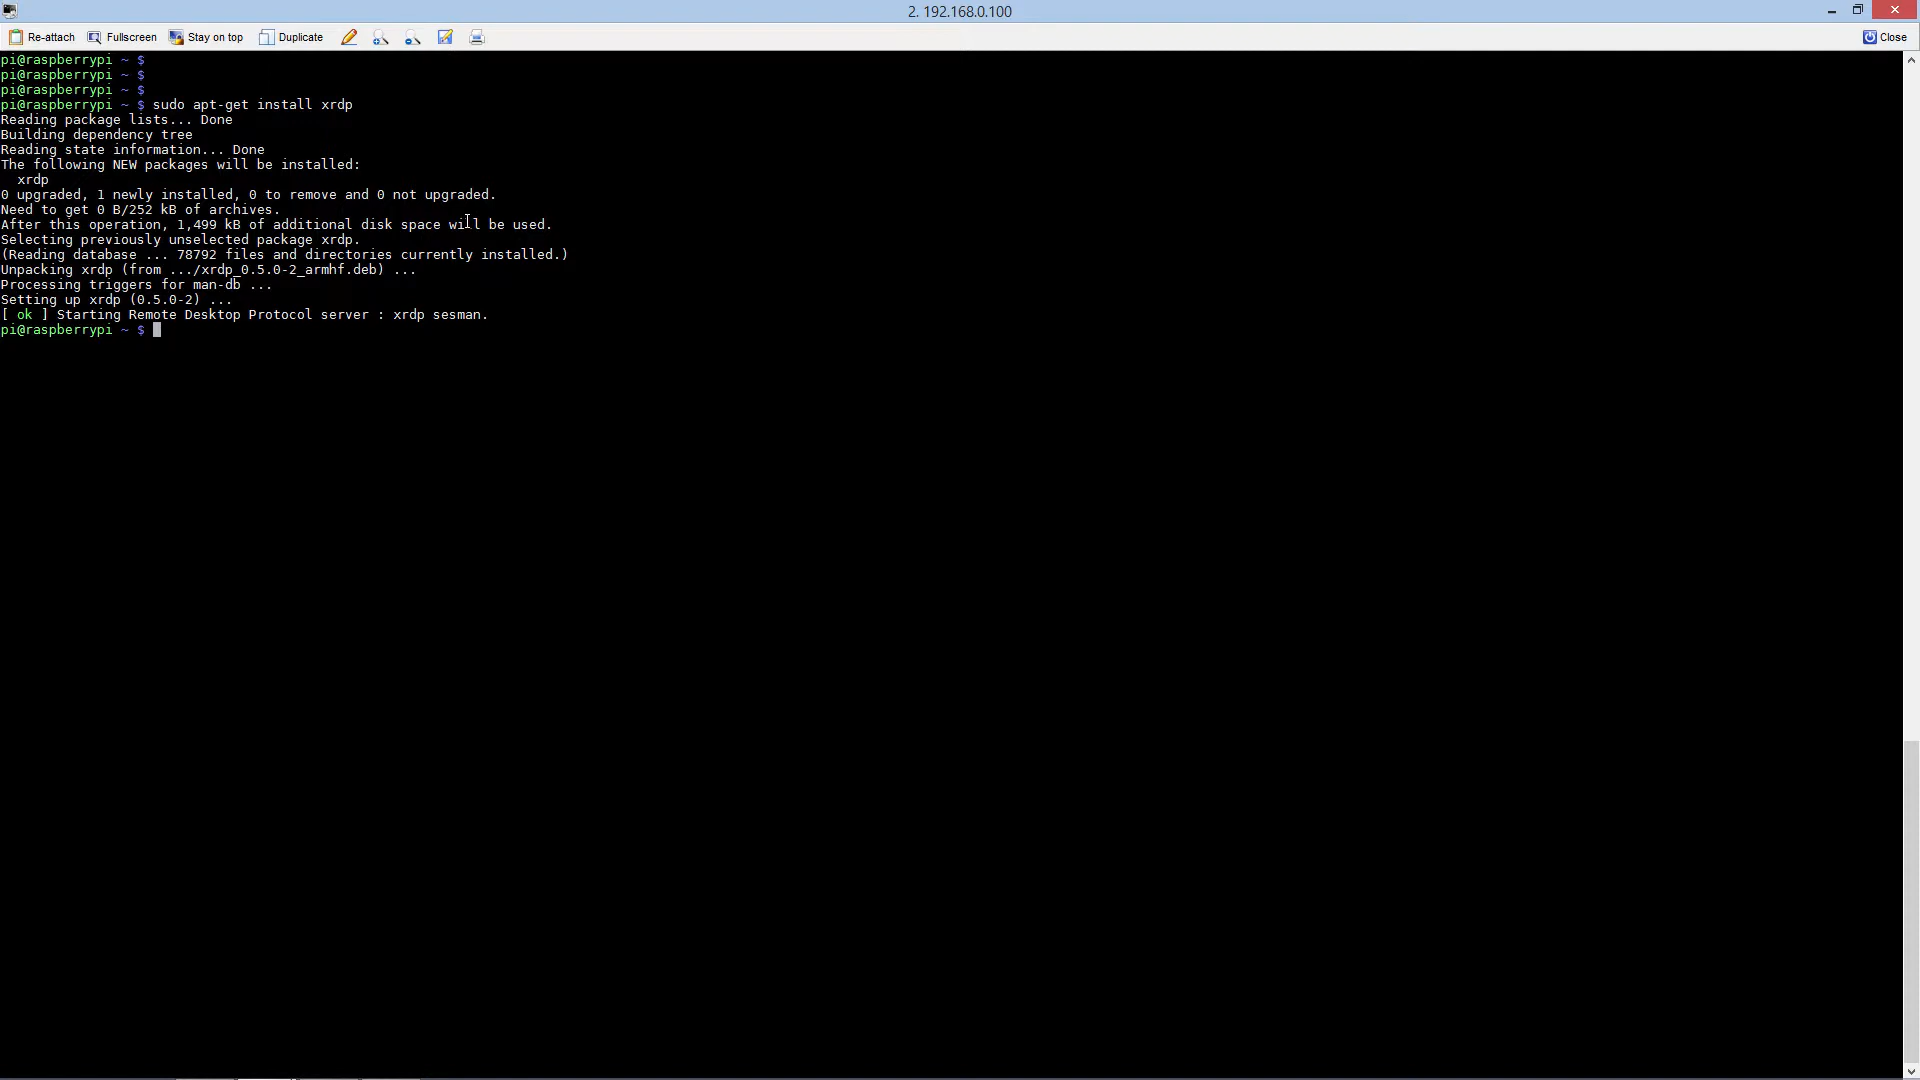 2. 192.168.0.100
Re-attach Fullscreen Stay on top Duplicate Close
pi@raspberrypi ~ $
pi@raspberrypi ~ $
pi@raspberrypi ~ $
pi@raspberrypi ~ $ sudo apt-get install xrdp
Reading package lists... Done
Building dependency tree
Reading state information... Done
The following NEW packages will be installed:
  xrdp
0 upgraded, 1 newly installed, 0 to remove and 0 not upgraded.
Need to get 0 B/252 kB of archives.
After this operation, 1,499 kB of additional disk space will be used.
Selecting previously unselected package xrdp.
(Reading database ... 78792 files and directories currently installed.)
Unpacking xrdp (from .../xrdp_0.5.0-2_armhf.deb) ...
Processing triggers for man-db ...
Setting up xrdp (0.5.0-2) ...
[ ok ] Starting Remote Desktop Protocol server : xrdp sesman.
pi@raspberrypi ~ $